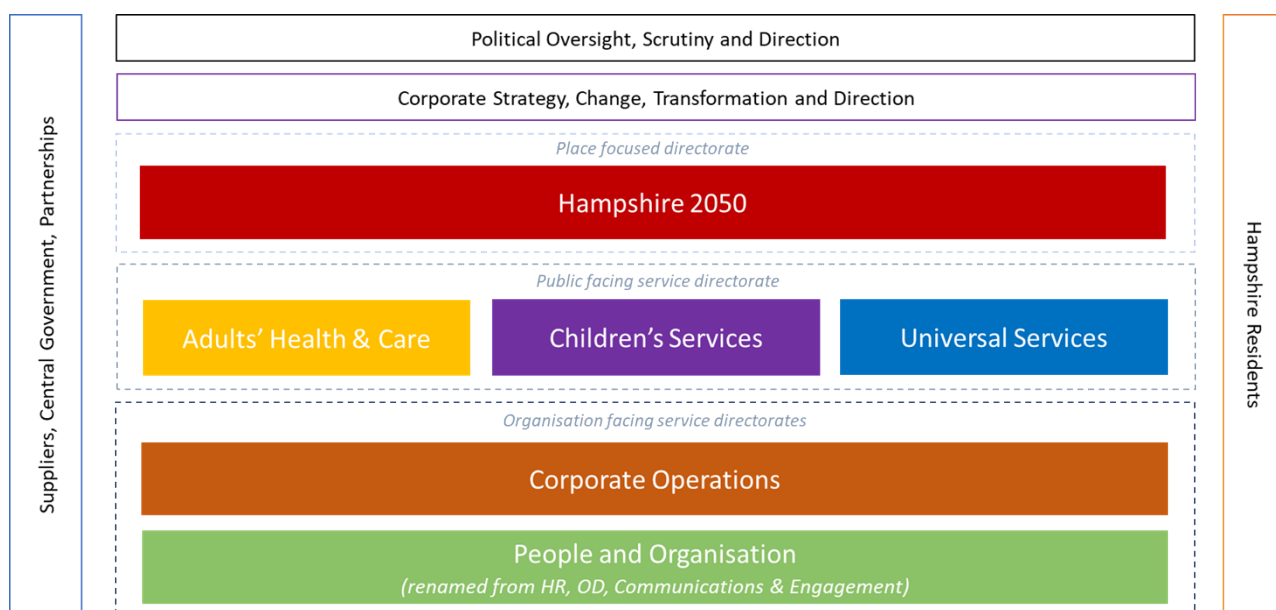 Political Oversight, Scrutiny and Direction
Corporate Strategy, Change, Transformation and Direction
Suppliers, Central Government, Partnerships
Place focused directorate
Hampshire 2050
Public facing service directorate
Adults’ Health & Care
Children’s Services
Universal Services
Organisation facing service directorates
Corporate Operations
People and Organisation
(renamed from HR, OD, Communications & Engagement)
Hampshire Residents